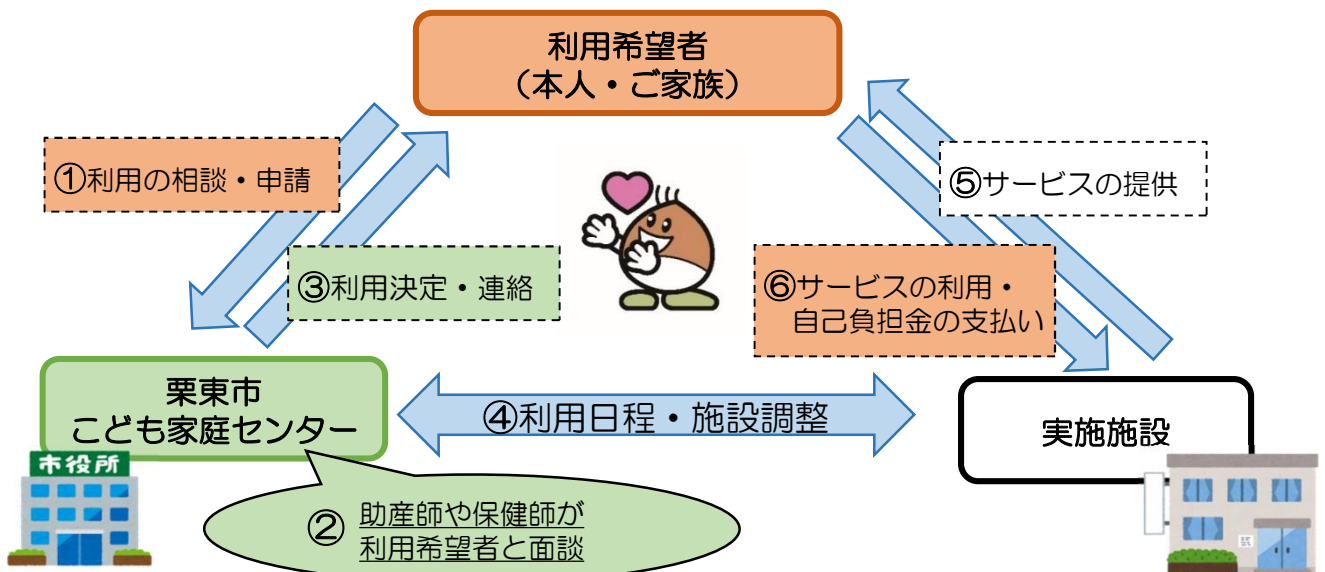 利用希望者
（本人・ご家族）
①利用の相談・申請
⑤サービスの提供
③利用決定・連絡
⑥サービスの利用・
自己負担金の支払い
栗東市
こども家庭センター
④利用日程・施設調整
実施施設
市役所
② 助産師や保健師が
利用希望者と面談